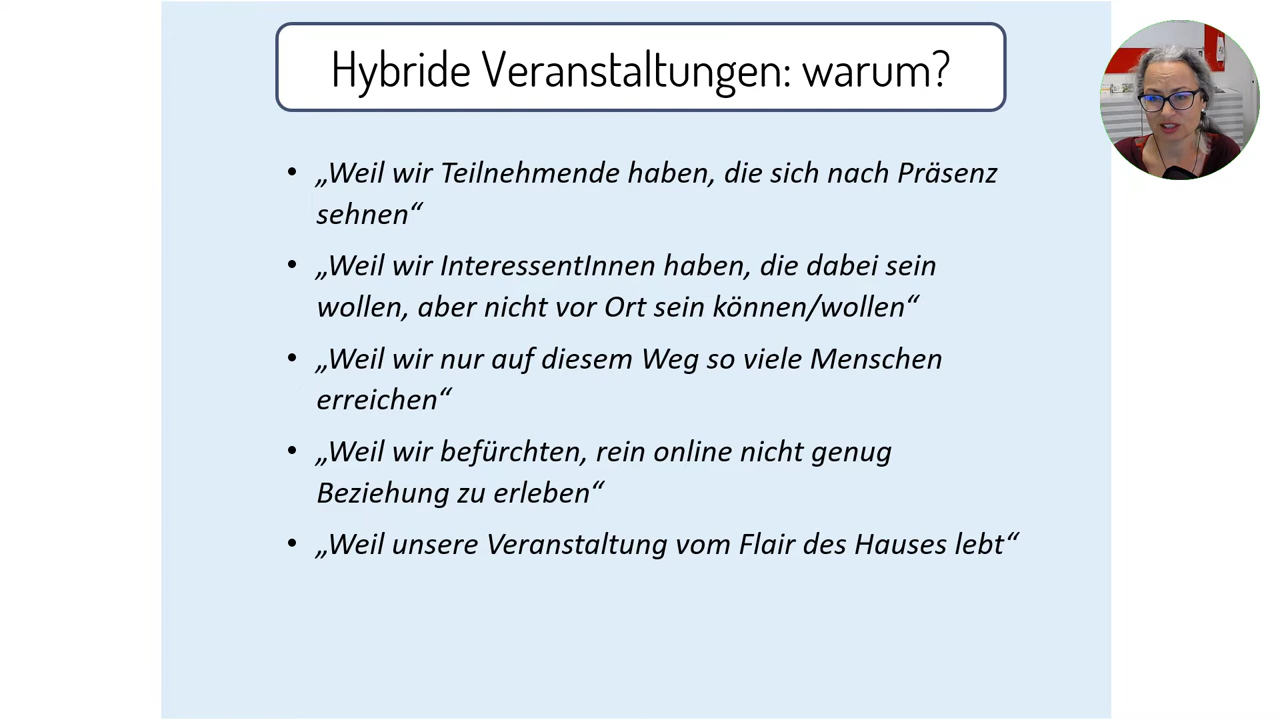 Hybride Veranstaltungen: warum?
• „Weil wir Teilnehmende haben, die sich nach Präsenz
sehnen“
• „Weil wir InteressentInnen haben, die dabei sein
wollen, aber nicht vor Ort sein können/wollen“
• „Weil wir nur auf diesem Weg so viele Menschen
erreichen“
• „Weil wir befürchten, rein online nicht genug
Beziehung zu erleben“
• „Weil unsere Veranstaltung vom Flair des Hauses lebt“